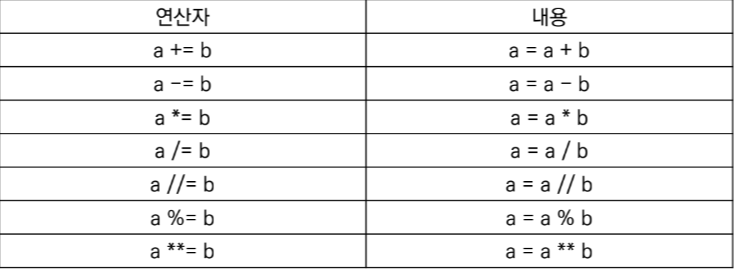 연산자 내용
a += b a = a + b
a -= b a = a - b
a *= b a = a * b
a /= b a = a / b
a //= b a = a // b
a %= b a = a % b
a **= b a = a ** b